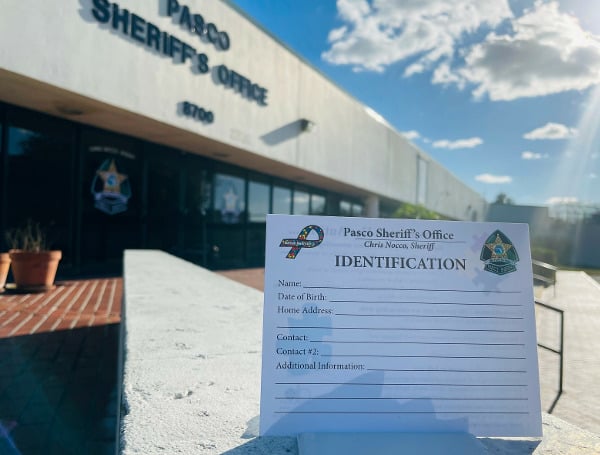 PASCO
SHERIFF'S OFFICE
8700
Pasco Sheriff's Office
Chris Nocco, Sheriff
IDENTIFICATION
Name:
Date of Birth:
Home Address:
Contact:
Contact #2:
Additional Information: